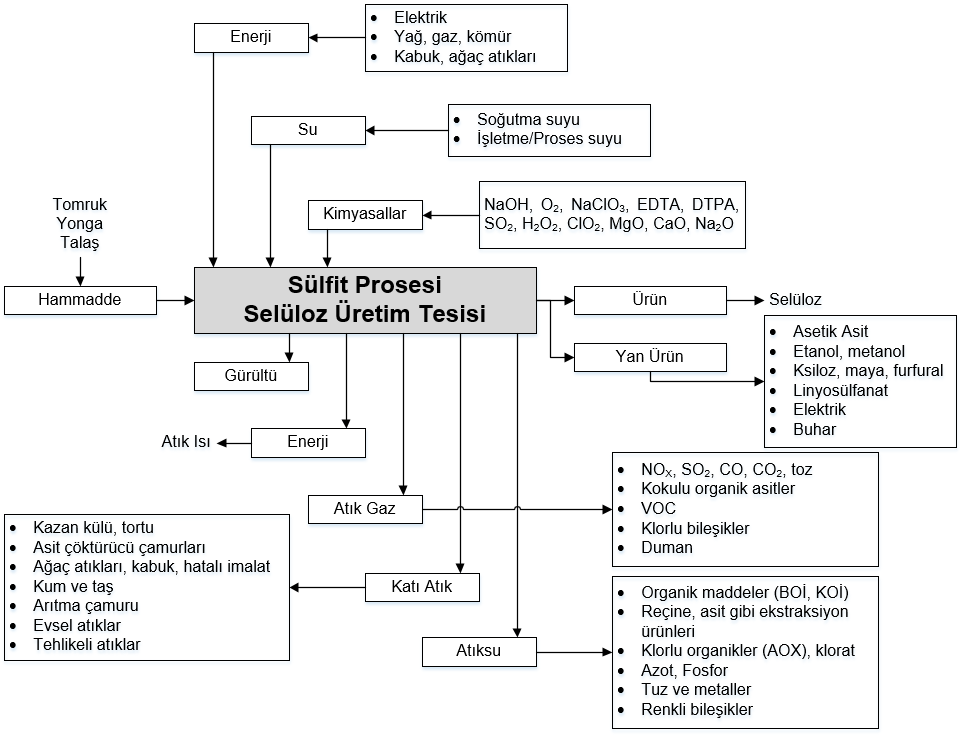 Enerji
• Elektrik
• Yağ, gaz, kömür
• Kabuk, ağaç atıkları
Su
• Soğutma suyu
• İşletme/Proses suyu
Kimyasallar
NaOH, O₂, NaClO₃, EDTA, DTPA,
SO₂, H₂O₂, ClO₂, MgO, CaO, Na₂O
Tomruk
Yonga
Talaş
Hammadde
Sülfit Prosesi
Selüloz Üretim Tesisi
Ürün
Selüloz
Yan Ürün
• Asetik Asit
• Etanol, metanol
• Ksiloz, maya, furfural
• Linyosülfanat
• Elektrik
• Buhar
Gürültü
Atık Isı
Enerji
Atık Gaz
• NOₓ, SO₂, CO, CO₂, toz
• Kokulu organik asitler
• VOC
• Klorlu bileşikler
• Duman
• Kazan külü, tortu
• Asit çöktürücü çamurları
• Ağaç atıkları, kabuk, hatalı imalat
• Kum ve taş
• Arıtma çamuru
• Evsel atıklar
• Tehlikeli atıklar
Katı Atık
Atıksu
• Organik maddeler (BOİ, KOİ)
• Reçine, asit gibi ekstraksiyon
ürünleri
• Klorlu organikler (AOX), klorat
• Azot, Fosfor
• Tuz ve metaller
• Renkli bileşikler